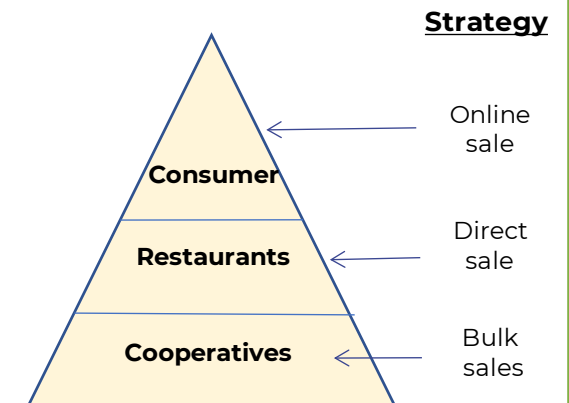 Strategy
Online
sale
Consumer
Direct
sale
Restaurants
Bulk
sales
Cooperatives